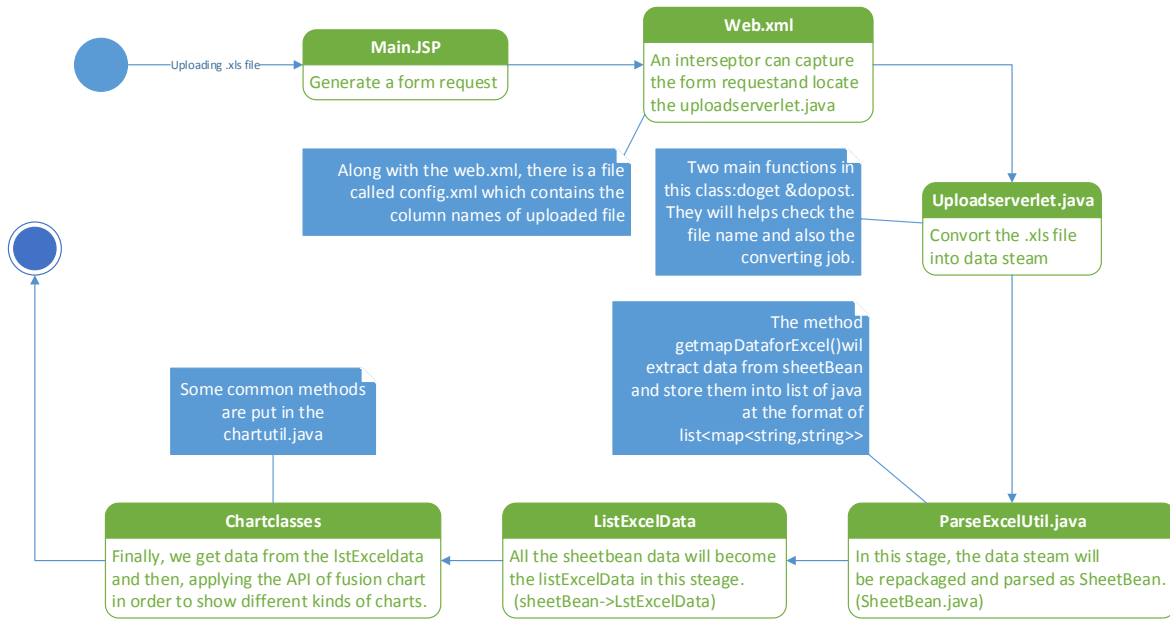 Uploading .xls file
Main.JSP
Generate a form request
Web.xml
An interseptor can capture
the form requestand locate
the uploadserverlet.java
Along with the web.xml, there is a file
called config.xml which contains the
column names of uploaded file
Two main functions in
this class:doget &dopost.
They will helps check the
file name and also the
converting job.
Uploadserverlet.java
Convort the .xls file
into data steam
The method
getmapDataforExcel()wil
extract data from sheetBean
and store them into list of java
at the format of
list<map<string,string>>
Some common methods
are put in the
chartutil.java
Chartclasses
Finally, we get data from the lstExceldata
and then, applying the API of fusion chart
in order to show different kinds of charts.
ListExcelData
All the sheetbean data will become
the listExcelData in this steage.
(sheetBean->LstExcelData)
ParseExcelUtil.java
In this stage, the data steam will
be repackaged and parsed as SheetBean.
(SheetBean.java)